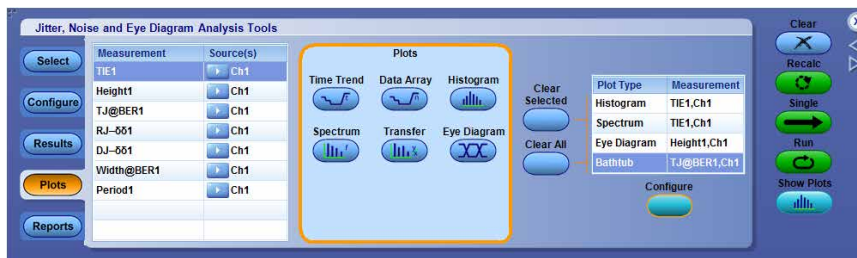 Jitter, Noise and Eye Diagram Analysis Tools
Select
Configure
Results
Plots
Reports
Measurement Source(s)
TIE1 Ch1
Height1 Ch1
TJ@BER1 Ch1
RJ–δδ1 Ch1
DJ–δδ1 Ch1
Width@BER1 Ch1
Period1 Ch1
Plots
Time Trend Data Array Histogram
Spectrum Transfer Eye Diagram
Clear Selected
Clear All
Plot Type Measurement
Histogram TIE1,Ch1
Spectrum TIE1,Ch1
Eye Diagram Height1,Ch1
Bathtub TJ@BER1,Ch1
Configure
Clear
Recalc
Single
Run
Show Plots